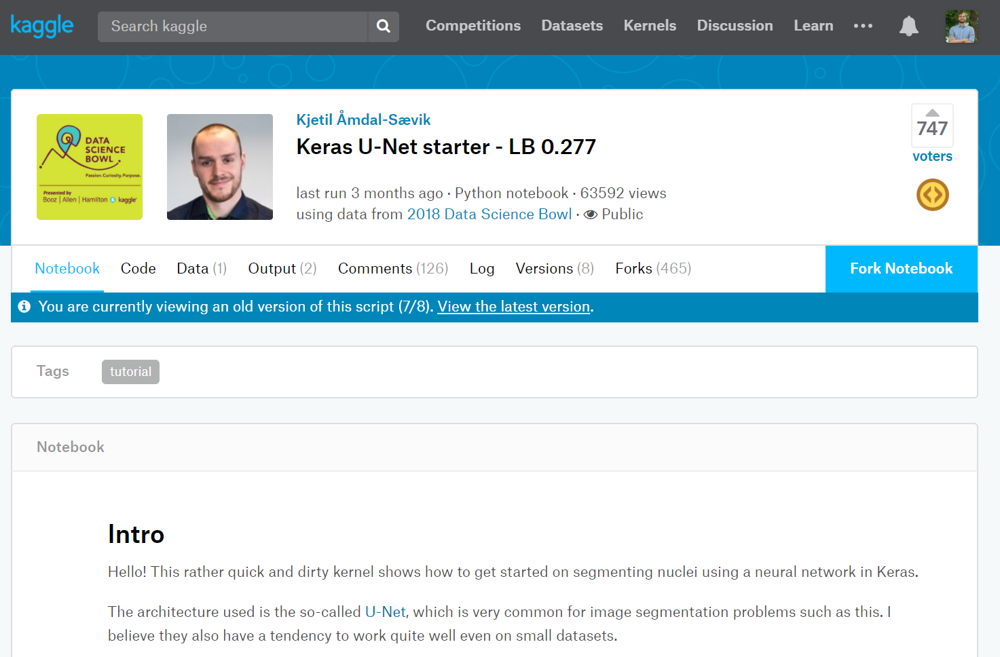 kaggle
Search kaggle
Competitions Datasets Kernels Discussion Learn
DATA
SCIENCE
BOWL
Passion. Curiosity. Purpose.
Presented by
Booz | Allen | Hamilton kaggle
Kjetil Åmdal-Sævik
Keras U-Net starter - LB 0.277
last run 3 months ago · Python notebook · 63592 views
using data from 2018 Data Science Bowl · Public
747
voters
Notebook Code Data (1) Output (2) Comments (126) Log Versions (8) Forks (465) Fork Notebook
You are currently viewing an old version of this script (7/8). View the latest version.
Tags tutorial
Notebook
Intro
Hello! This rather quick and dirty kernel shows how to get started on segmenting nuclei using a neural network in Keras.
The architecture used is the so-called U-Net, which is very common for image segmentation problems such as this. I
believe they also have a tendency to work quite well even on small datasets.